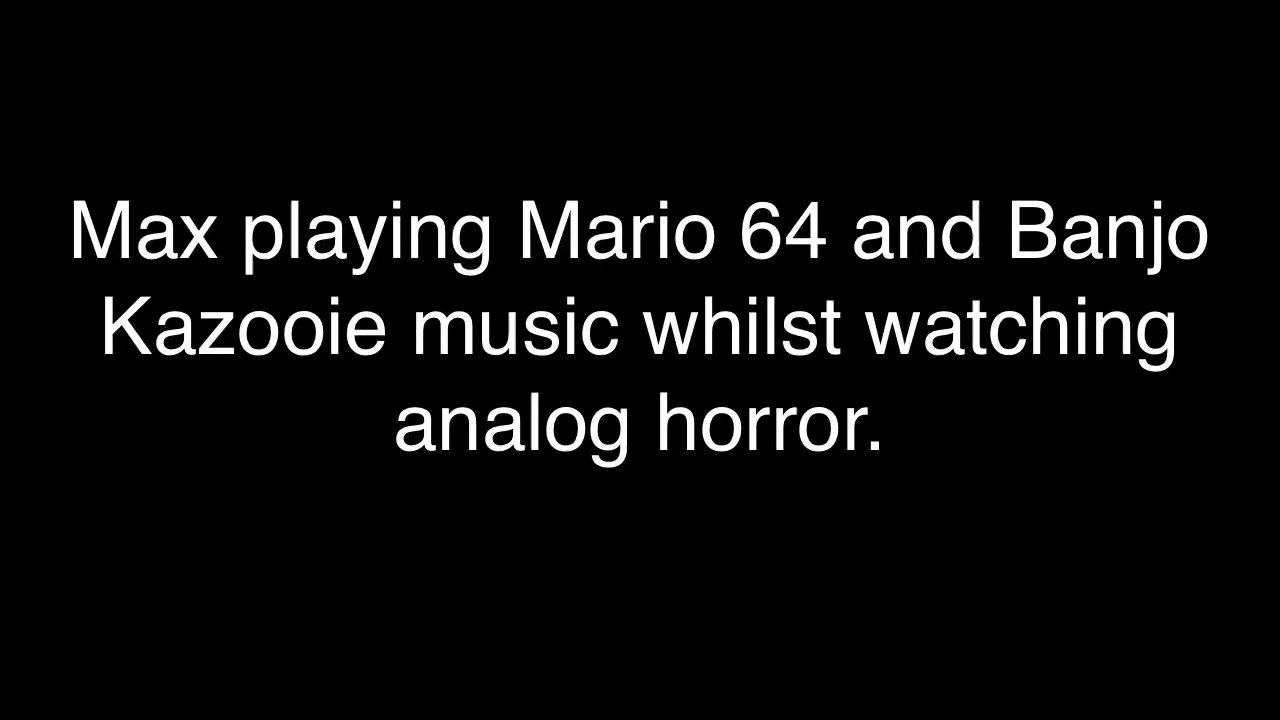 Max playing Mario 64 and Banjo
Kazooie music whilst watching
analog horror.